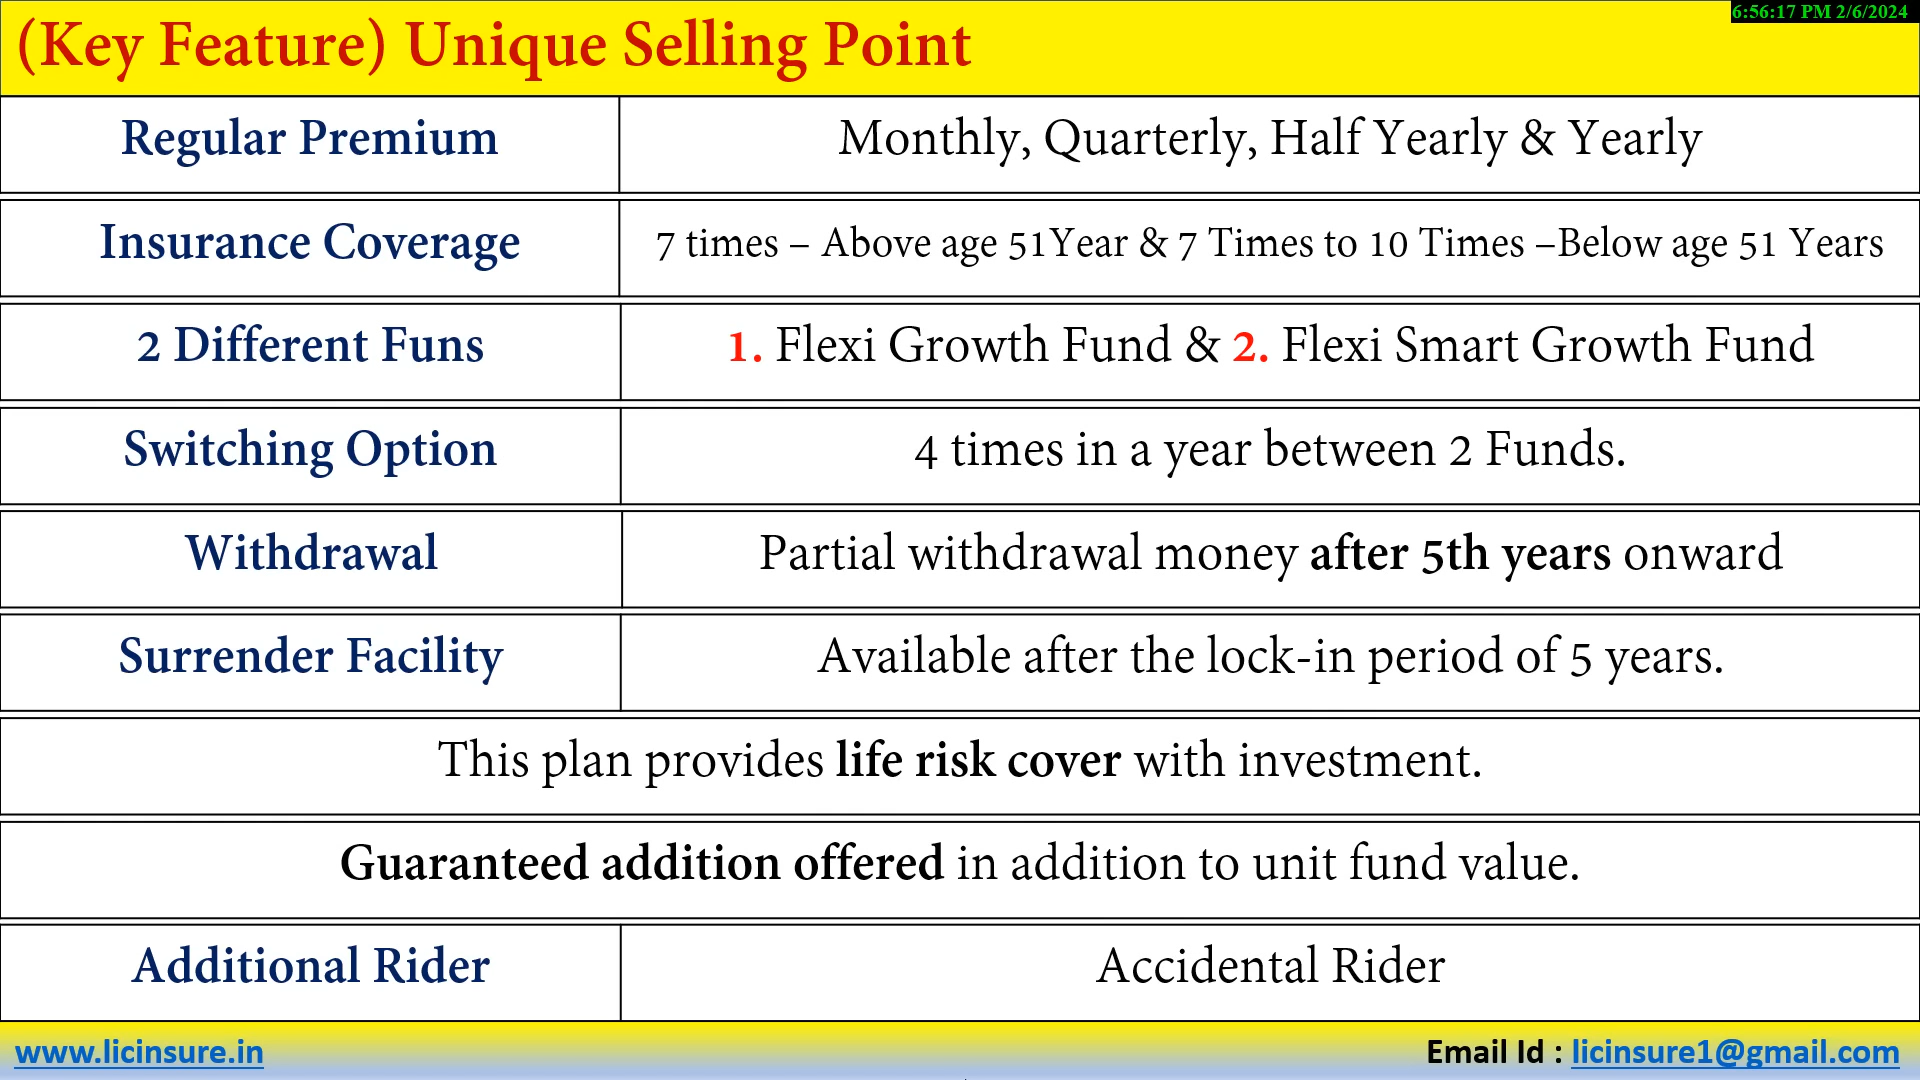 6:56:17 PM 2/6/2024
(Key Feature) Unique Selling Point
Regular Premium
Monthly, Quarterly, Half Yearly & Yearly
Insurance Coverage
7 times – Above age 51Year & 7 Times to 10 Times –Below age 51 Years
2 Different Funs
1. Flexi Growth Fund & 2. Flexi Smart Growth Fund
Switching Option
4 times in a year between 2 Funds.
Withdrawal
Partial withdrawal money after 5th years onward
Surrender Facility
Available after the lock-in period of 5 years.
This plan provides life risk cover with investment.
Guaranteed addition offered in addition to unit fund value.
Additional Rider
Accidental Rider
www.licinsure.in
Email Id : licinsure1@gmail.com